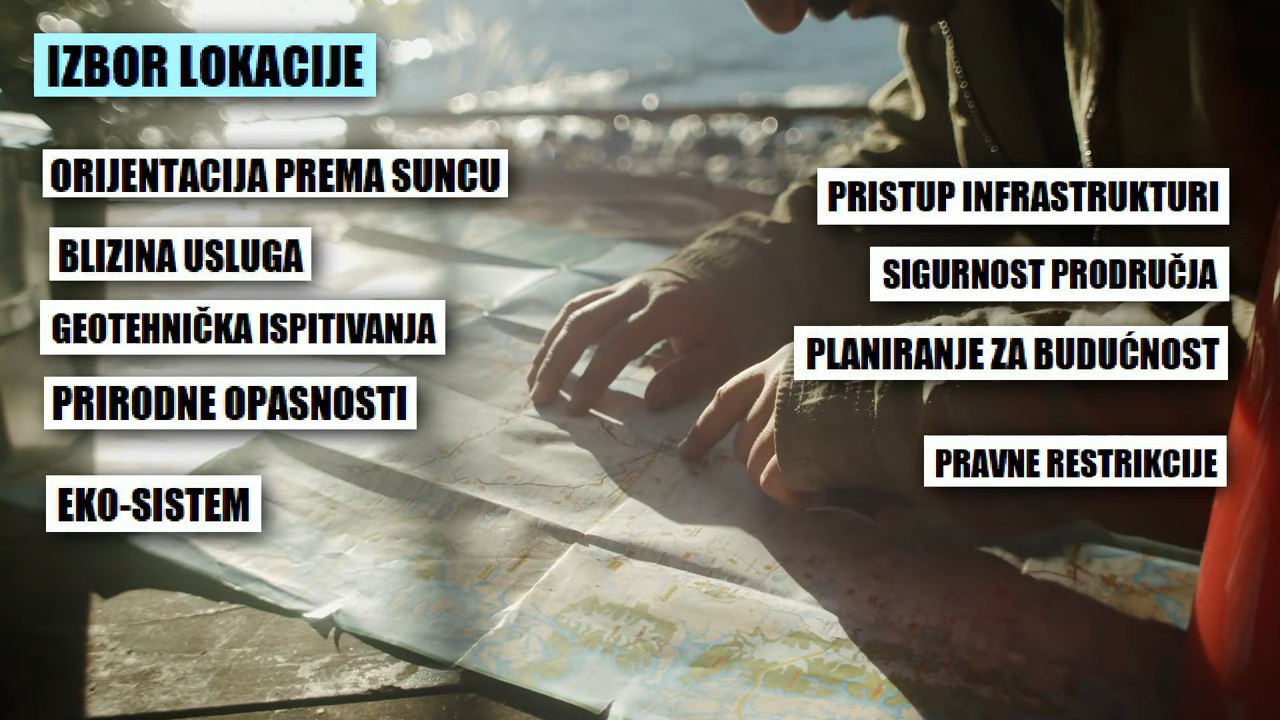 IZBOR LOKACIJE
ORIJENTACIJA PREMA SUNCU
BLIZINA USLUGA
GEOTEHNIČKA ISPITIVANJA
PRIRODNE OPASNOSTI
EKO-SISTEM
PRISTUP INFRASTRUKTURI
SIGURNOST PRODRUČJA
PLANIRANJE ZA BUDUĆNOST
PRAVNE RESTRIKCIJE